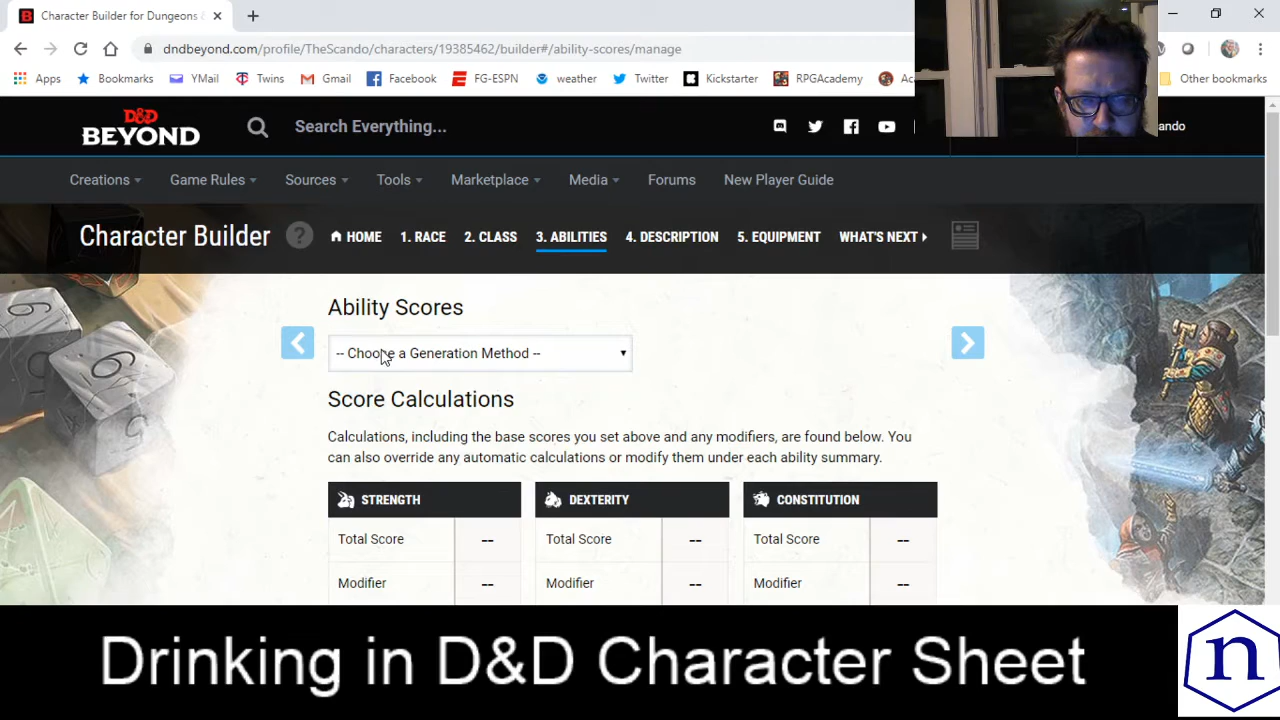 Character Builder for Dungeons
dndbeyond.com/profile/TheScando/characters/19385462/builder#/ability-scores/manage
Apps Bookmarks YMail Twins Gmail Facebook FG-ESPN weather Twitter Kickstarter RPGAcademy Other bookmarks
D&D BEYOND
Search Everything...
ando
Creations Game Rules Sources Tools Marketplace Media Forums New Player Guide
Character Builder ? HOME 1. RACE 2. CLASS 3. ABILITIES 4. DESCRIPTION 5. EQUIPMENT WHAT'S NEXT
Ability Scores
-- Choose a Generation Method --
Score Calculations
Calculations, including the base scores you set above and any modifiers, are found below. You
can also override any automatic calculations or modify them under each ability summary.
STRENGTH DEXTERITY CONSTITUTION
Total Score -- Total Score -- Total Score --
Modifier -- Modifier -- Modifier --
Drinking in D&D Character Sheet
n